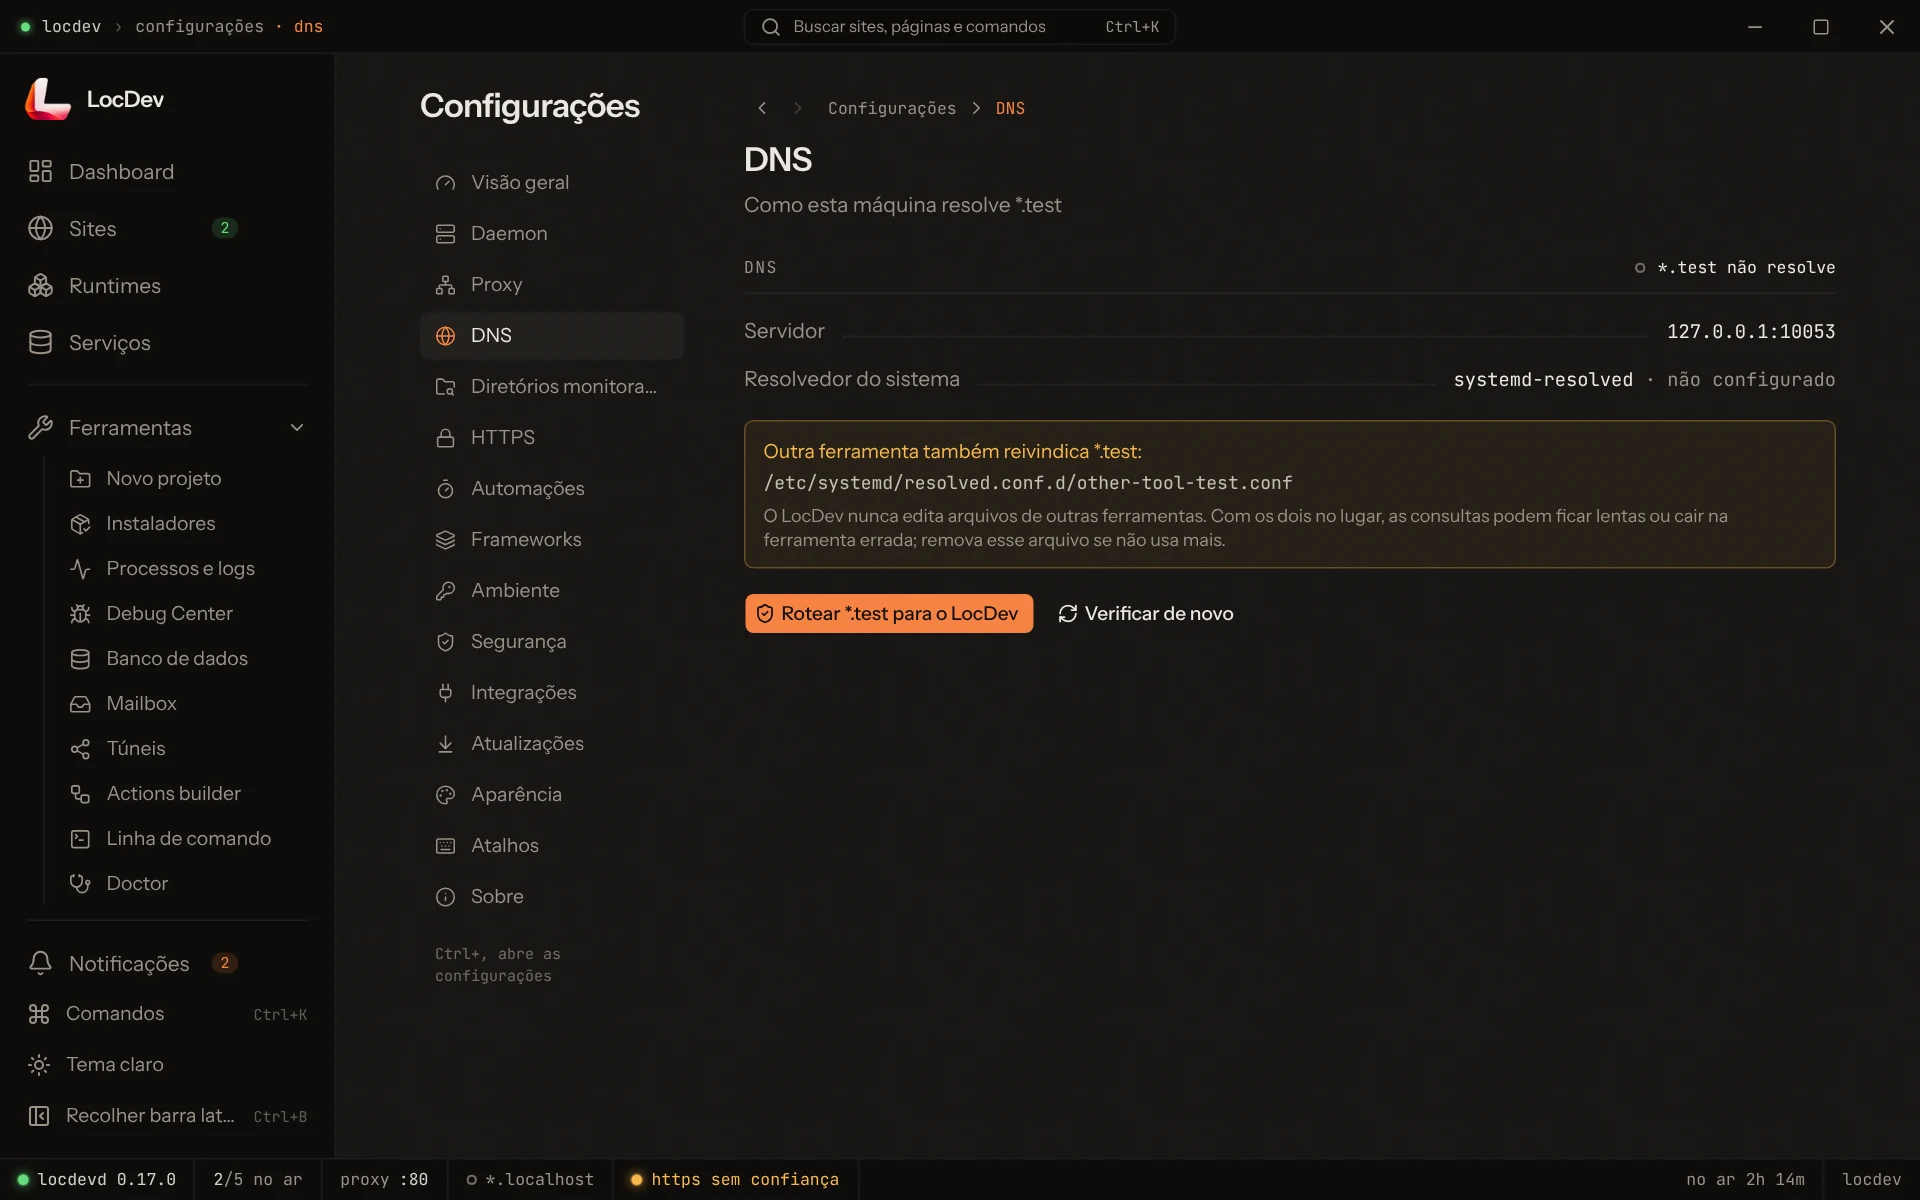 locdev › configurações · dns
Buscar sites, páginas e comandos Ctrl+K
LocDev
Dashboard
Sites 2
Runtimes
Serviços
Ferramentas
Novo projeto
Instaladores
Processos e logs
Debug Center
Banco de dados
Mailbox
Túneis
Actions builder
Linha de comando
Doctor
Notificações 2
Comandos Ctrl+K
Tema claro
Recolher barra lat... Ctrl+B
Configurações
Visão geral
Daemon
Proxy
DNS
Diretórios monitora...
HTTPS
Automações
Frameworks
Ambiente
Segurança
Integrações
Atualizações
Aparência
Atalhos
Sobre
Ctrl+, abre as
configurações
Configurações > DNS
DNS
Como esta máquina resolve *.test
DNS *.test não resolve
Servidor 127.0.0.1:10053
Resolvedor do sistema systemd-resolved · não configurado
Outra ferramenta também reivindica *.test:
/etc/systemd/resolved.conf.d/other-tool-test.conf
O LocDev nunca edita arquivos de outras ferramentas. Com os dois no lugar, as consultas podem ficar lentas ou cair na
ferramenta errada; remova esse arquivo se não usa mais.
Rotear *.test para o LocDev Verificar de novo
locdevd 0.17.0 2/5 no ar proxy :80 *.localhost https sem confiança no ar 2h 14m locdev